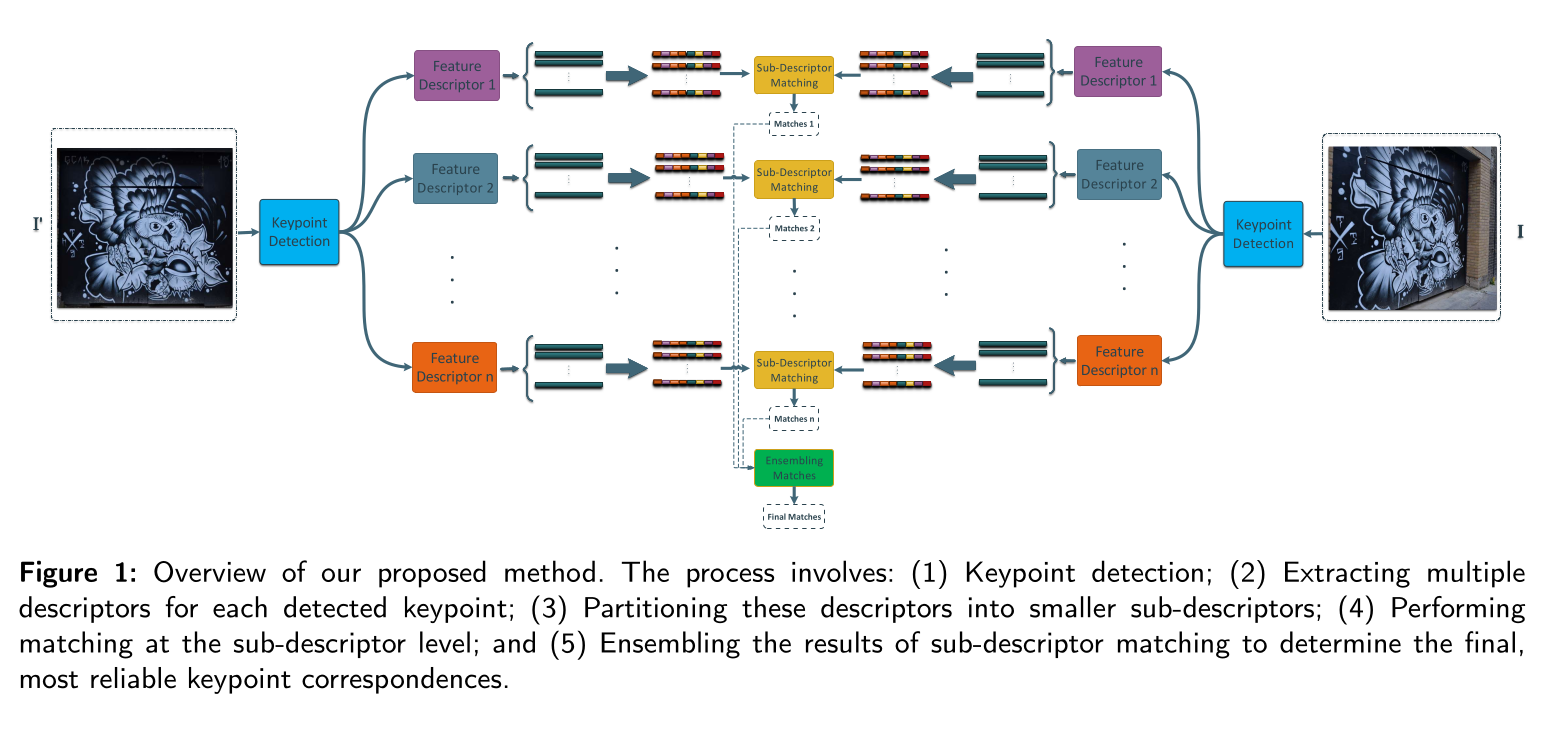 Feature
Descriptor 1
Sub-Descriptor
Matching
Feature
Descriptor 1
Matches 1
Feature
Descriptor 2
Sub-Descriptor
Matching
Feature
Descriptor 2
Matches 2
I'
Keypoint
Detection
Keypoint
Detection
I
Feature
Descriptor n
Sub-Descriptor
Matching
Feature
Descriptor n
Matches n
Ensembling
Matches
Final Matches
Figure 1: Overview of our proposed method. The process involves: (1) Keypoint detection; (2) Extracting multiple
descriptors for each detected keypoint; (3) Partitioning these descriptors into smaller sub-descriptors; (4) Performing
matching at the sub-descriptor level; and (5) Ensembling the results of sub-descriptor matching to determine the final,
most reliable keypoint correspondences.